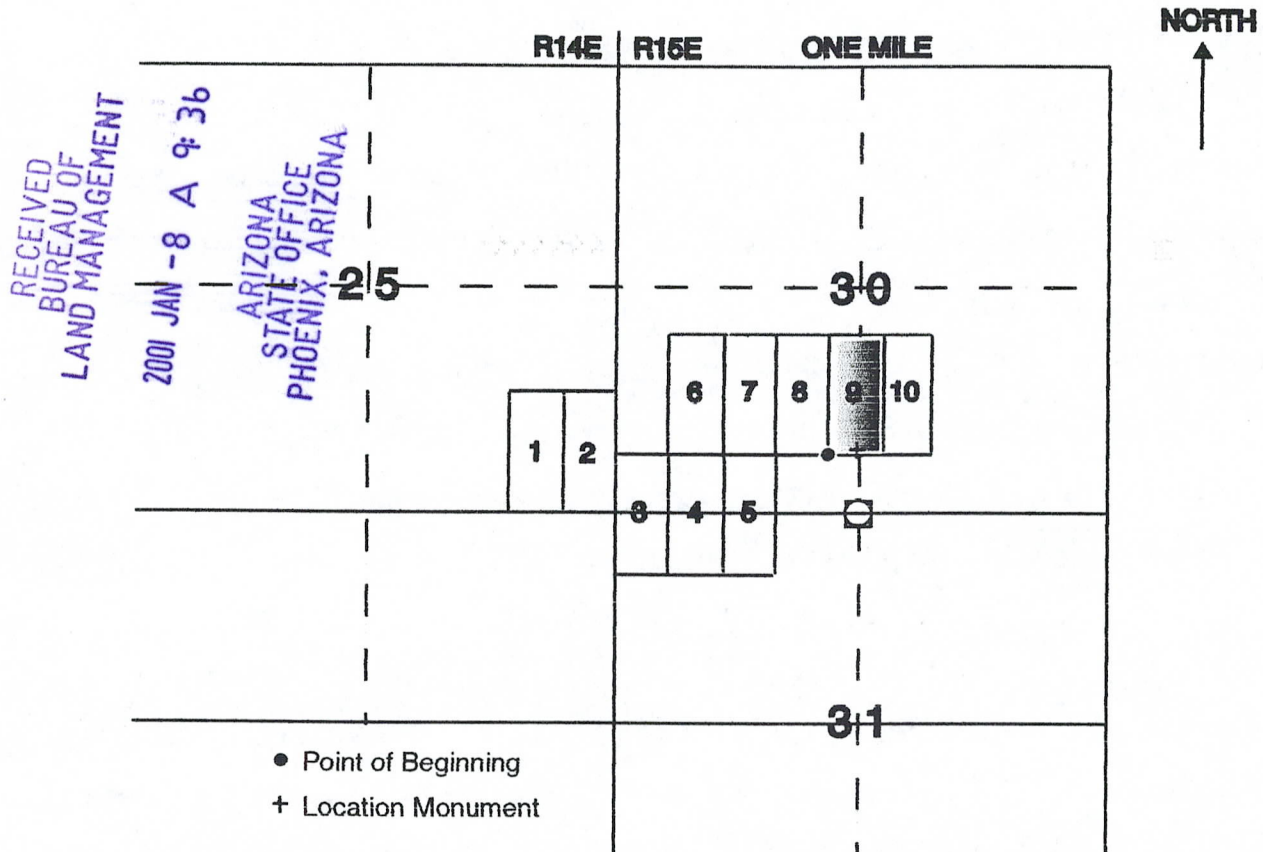 NORTH
R14E R15E ONE MILE
RECEIVED
BUREAU OF
LAND MANAGEMENT
2001 JAN -8 A 9:36
ARIZONA
STATE OFFICE
PHOENIX, ARIZONA
25
30
6 7 8 9 10
1 2
3 4 5
31
● Point of Beginning
+ Location Monument